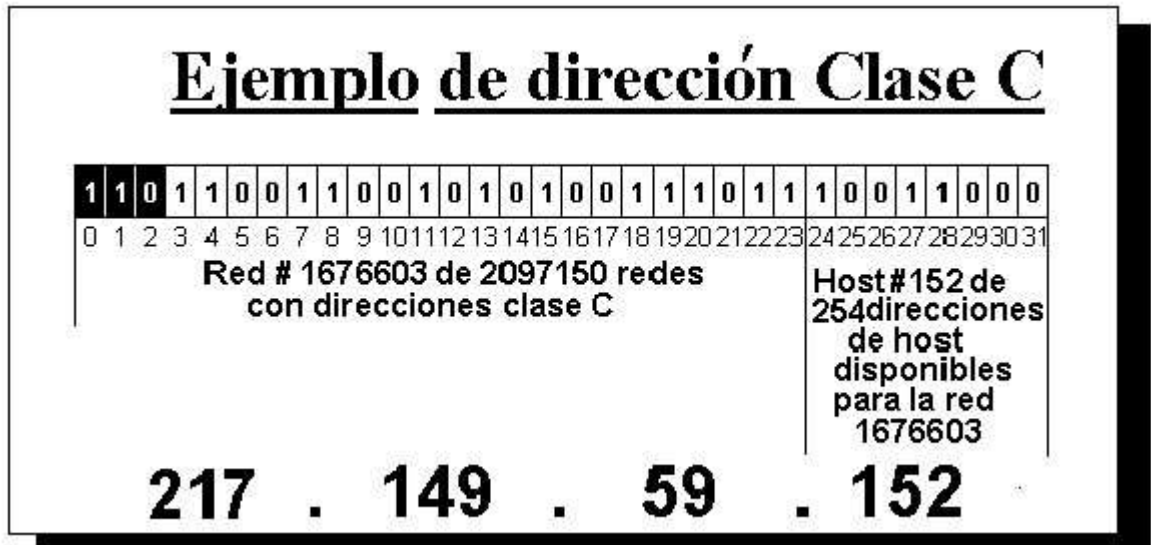 Ejemplo de dirección Clase C
1 1 0 1 1 0 0 1 1 0 0 1 0 1 0 1 0 0 1 1 1 0 1 1 1 0 0 1 1 0 0 0
0 1 2 3 4 5 6 7 8 9 10 11 12 13 14 15 16 17 18 19 20 21 22 23 24 25 26 27 28 29 30 31
Red # 1676603 de 2097150 redes
con direcciones clase C
Host #152 de
254direcciones
de host
disponibles
para la red
1676603
217 . 149 . 59 . 152